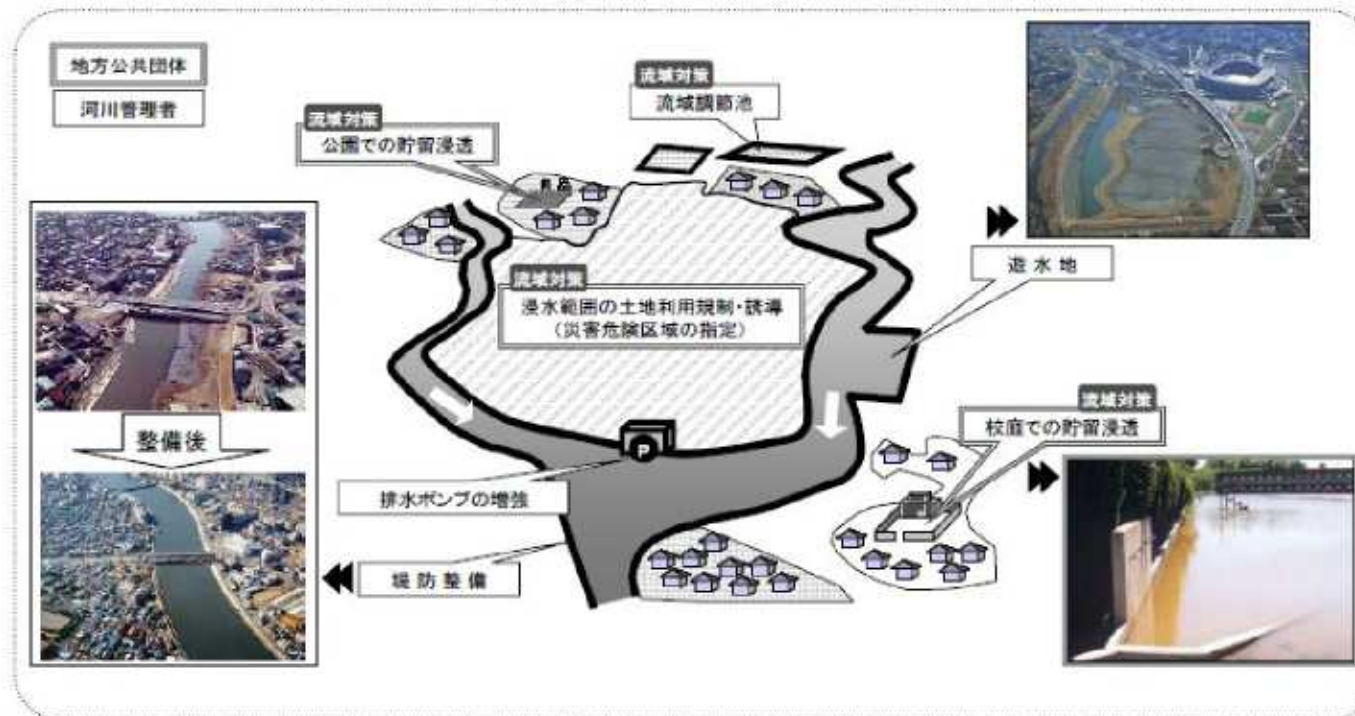 地方公共団体
河川管理者
流域対策
公園での貯留浸透
流域対策
流域調節池
遊水地
流域対策
浸水範囲の土地利用規制・誘導
(災害危険区域の指定)
整備後
流域対策
校庭での貯留浸透
P
排水ポンプの増強
堤防整備